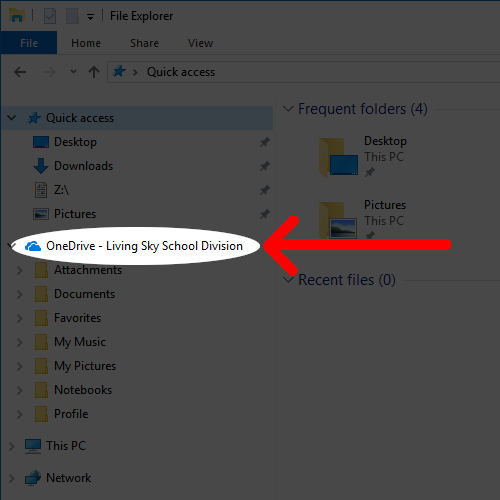 File Explorer
File Home Share View
Quick access
Quick access
Desktop
Downloads
Z:\
Pictures
OneDrive - Living Sky School Division
Attachments
Documents
Favorites
My Music
My Pictures
Notebooks
Profile
This PC
Network
Frequent folders (4)
Desktop
This PC
Pictures
This PC
Recent files (0)